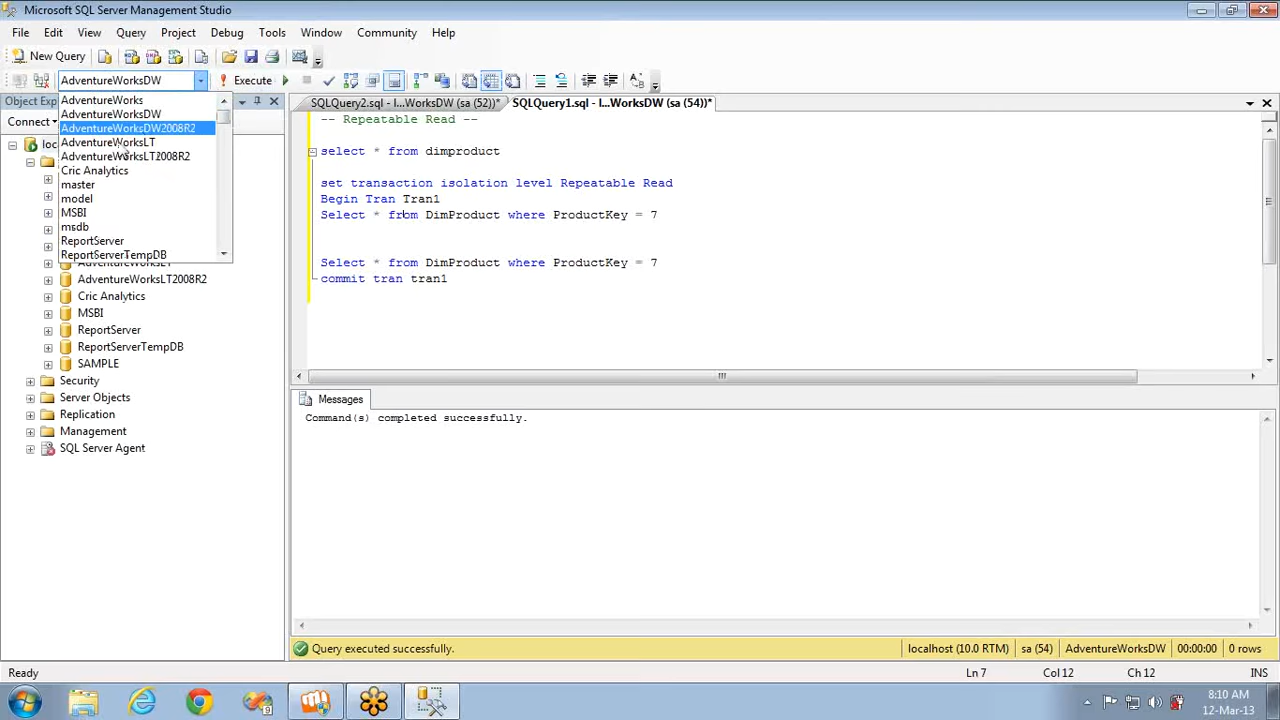 Microsoft SQL Server Management Studio
File Edit View Query Project Debug Tools Window Community Help
New Query
AdventureWorksDW Execute
Object Expl
SQLQuery2.sql - l...WorksDW (sa (52))* SQLQuery1.sql - l...WorksDW (sa (54))*
Connect
AdventureWorks
AdventureWorksDW
AdventureWorksDW2008R2
AdventureWorksLT
AdventureWorksLT2008R2
Cric Analytics
master
model
MSBI
msdb
ReportServer
ReportServerTempDB
AdventureWorksLT2008R2
Cric Analytics
MSBI
ReportServer
ReportServerTempDB
SAMPLE
Security
Server Objects
Replication
Management
SQL Server Agent
-- Repeatable Read --
select * from dimproduct
set transaction isolation level Repeatable Read
Begin Tran Tran1
Select * from DimProduct where ProductKey = 7
Select * from DimProduct where ProductKey = 7
commit tran tran1
Messages
Command(s) completed successfully.
Query executed successfully. localhost (10.0 RTM) sa (54) AdventureWorksDW 00:00:00 0 rows
Ready Ln 7 Col 12 Ch 12 INS
8:10 AM
12-Mar-13